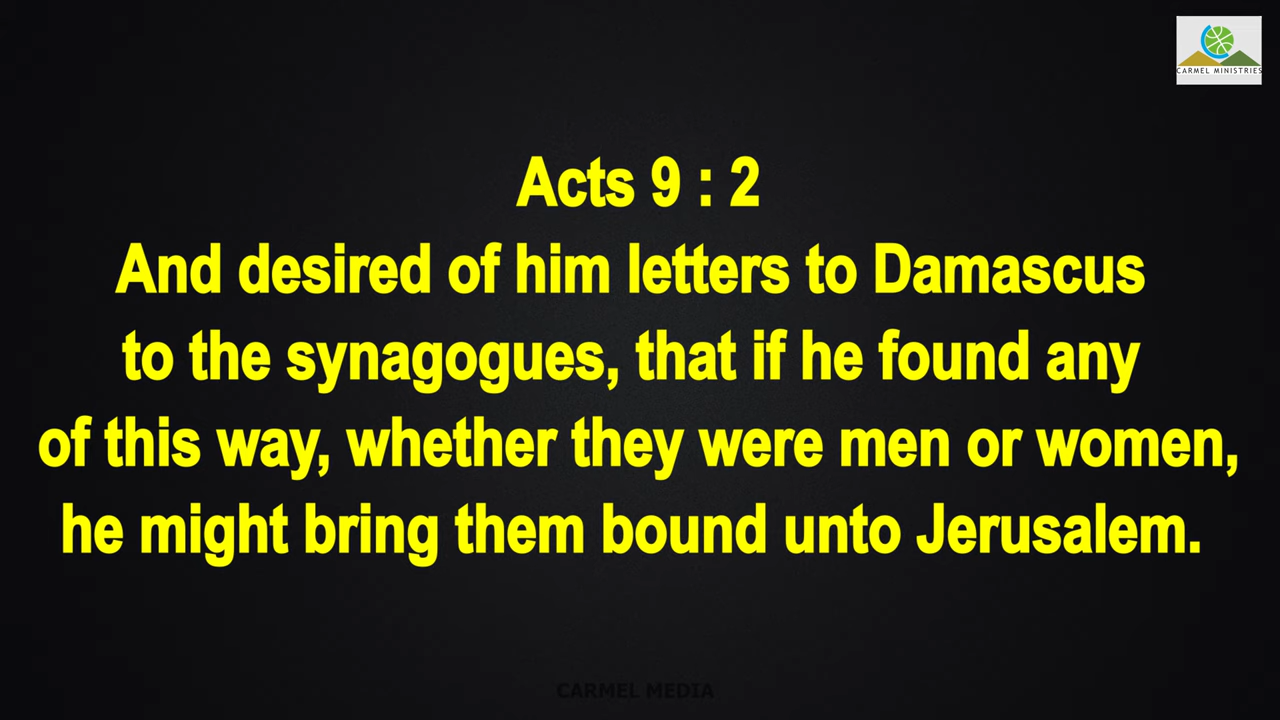 CARMEL MINISTRIES
Acts 9 : 2
And desired of him letters to Damascus
to the synagogues, that if he found any
of this way, whether they were men or women,
he might bring them bound unto Jerusalem.
CARMEL MEDIA